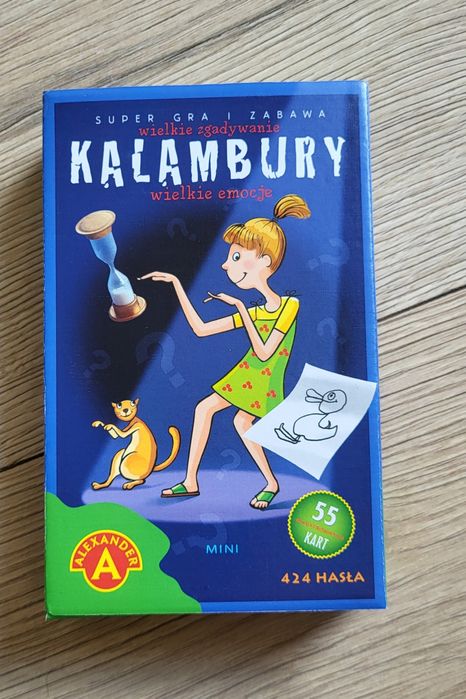 SUPER GRA I ZABAWA
wielkie zgadywanie
KALAMBURY
wielkie emocje
55
KART
ALEXANDER
A
MINI
424 HASŁA